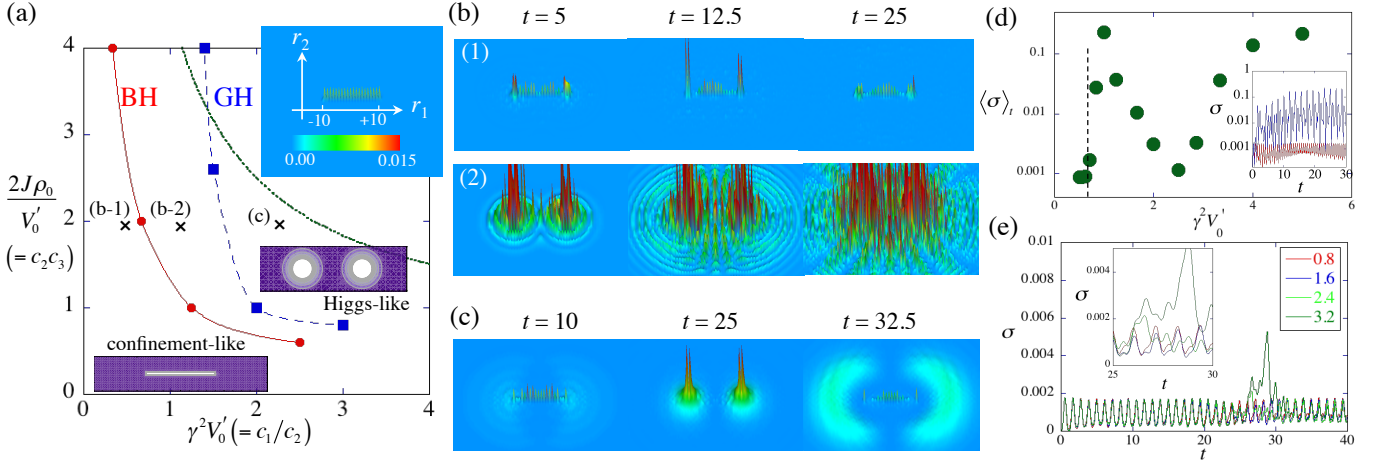 (a)
4
3
2
1
0
0
1
2
3
4
2Jρ₀
V₀′
(= c₂c₃)
γ²V₀′(= c₁/c₂)
BH
GH
r₂
r₁
-10
+10
0.00
0.015
(b-1)
(b-2)
(c)
Higgs-like
confinement-like
(b)
t = 5
t = 12.5
t = 25
(1)
(2)
(c)
t = 10
t = 25
t = 32.5
(d)
0.1
0.01
0.001
⟨σ⟩ₜ
0
2
4
6
γ²V₀′
σ
1
0.1
0.01
0.001
0
10
20
30
t
(e)
0.01
0.008
0.006
0.004
0.002
0
σ
0
10
20
30
40
t
σ
0.004
0.002
0
25
30
t
0.8
1.6
2.4
3.2